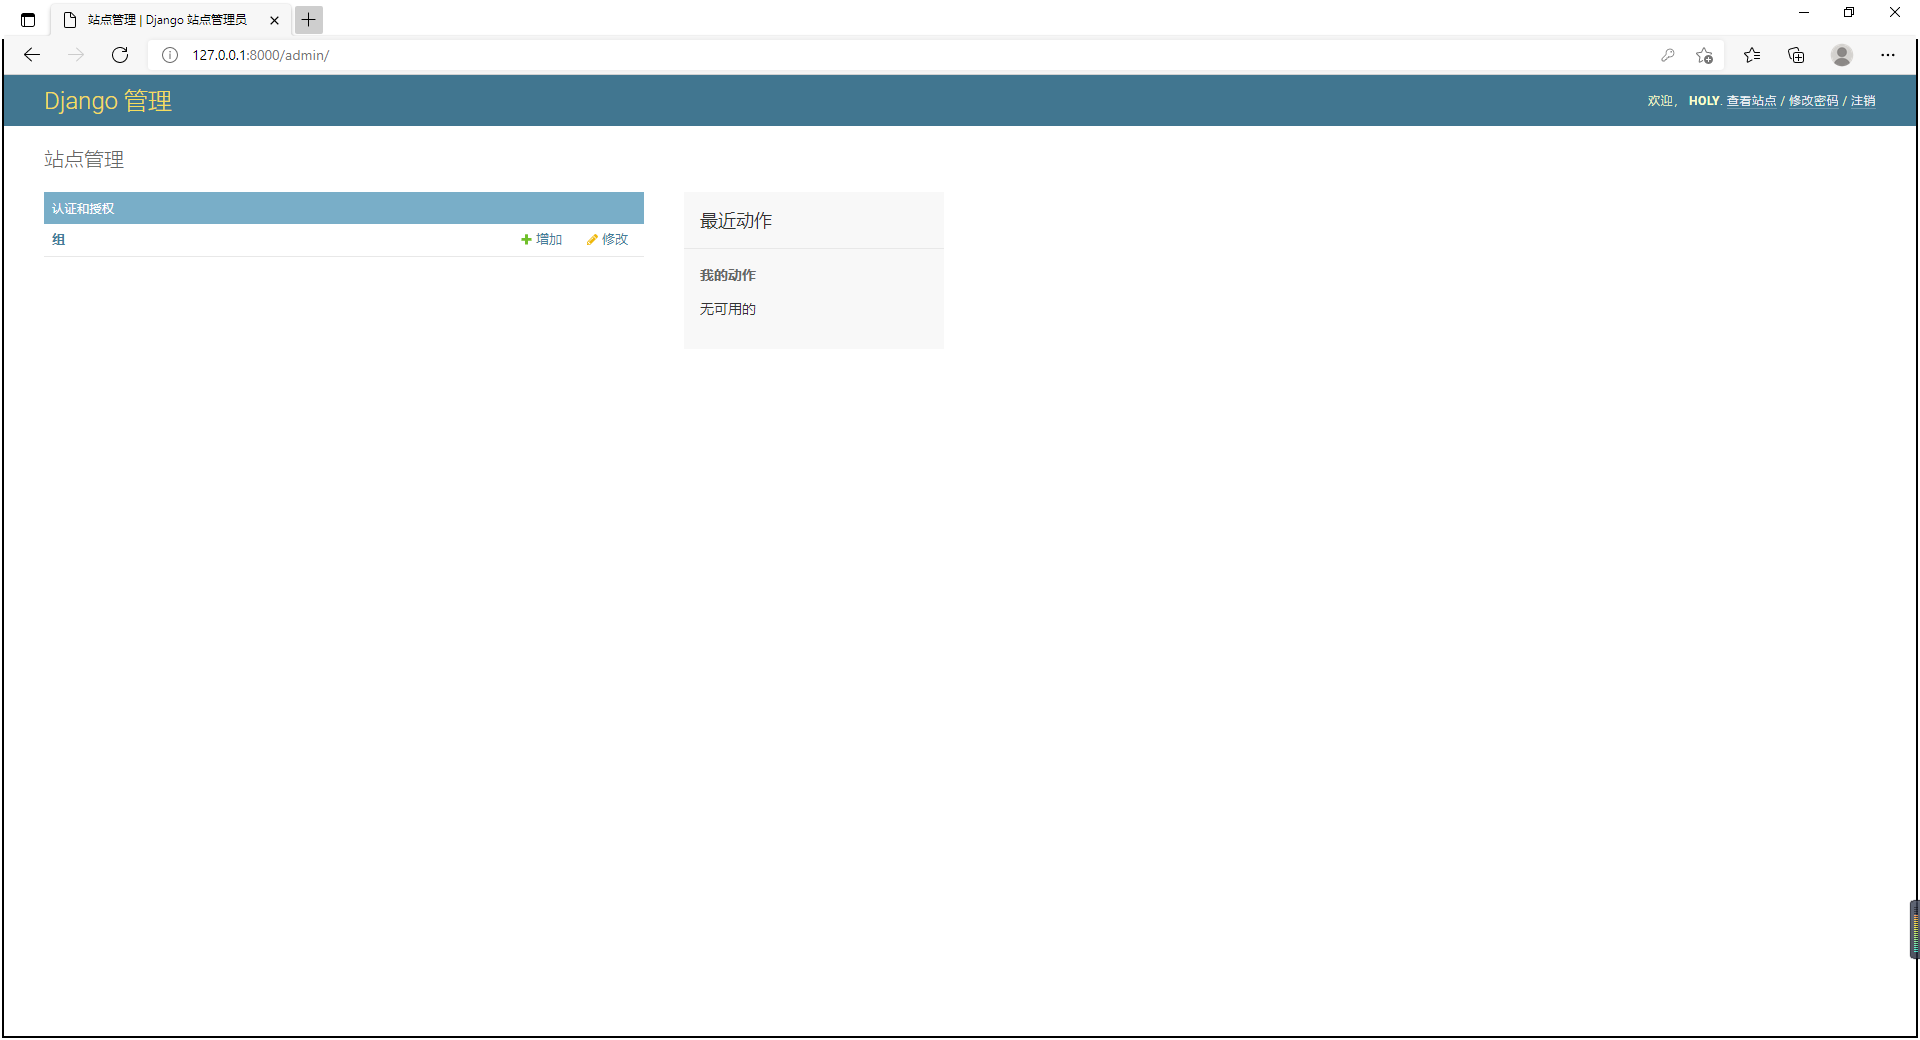 站点管理 | Django 站点管理员
127.0.0.1:8000/admin/
Django 管理
欢迎， HOLY. 查看站点 / 修改密码 / 注销
站点管理
认证和授权
组 增加 修改
最近动作
我的动作
无可用的